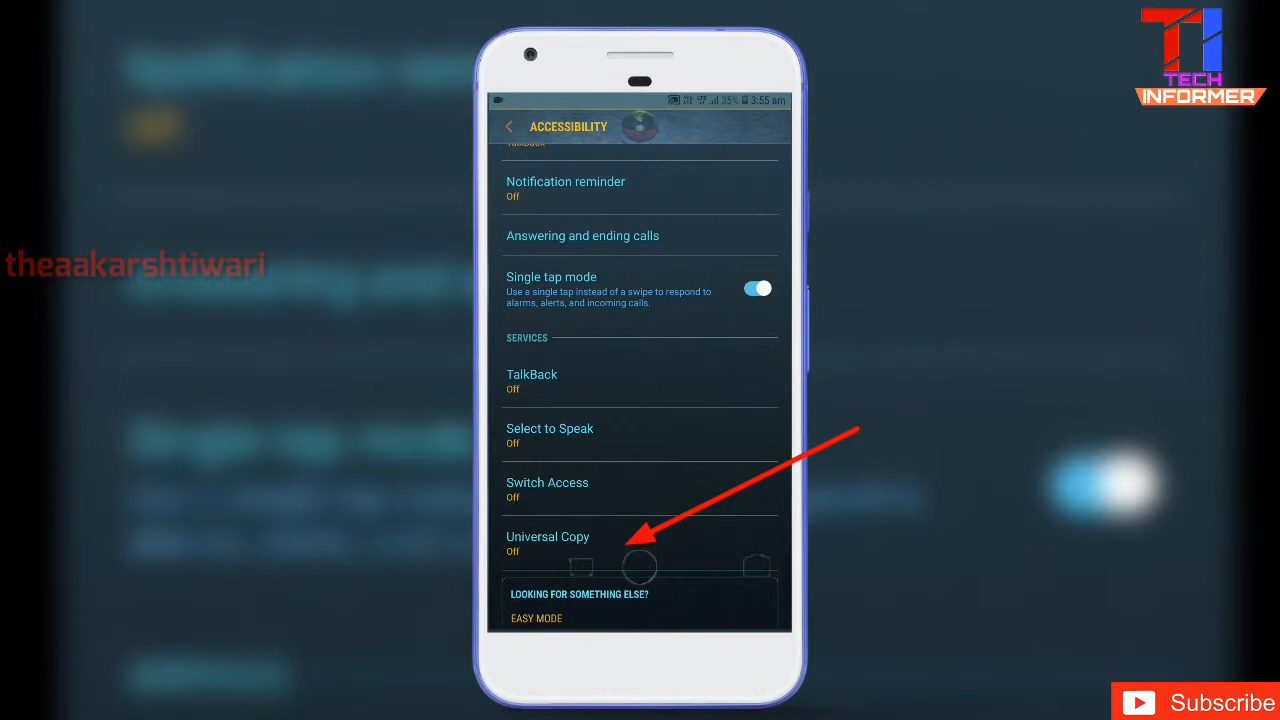 TI
TECH
INFORMER
35% 3:55 am
ACCESSIBILITY
Notification reminder
Off
Answering and ending calls
theaakarshtiwari
Single tap mode
Use a single tap instead of a swipe to respond to
alarms, alerts, and incoming calls.
SERVICES
TalkBack
Off
Select to Speak
Off
Switch Access
Off
Universal Copy
Off
LOOKING FOR SOMETHING ELSE?
EASY MODE
Subscribe